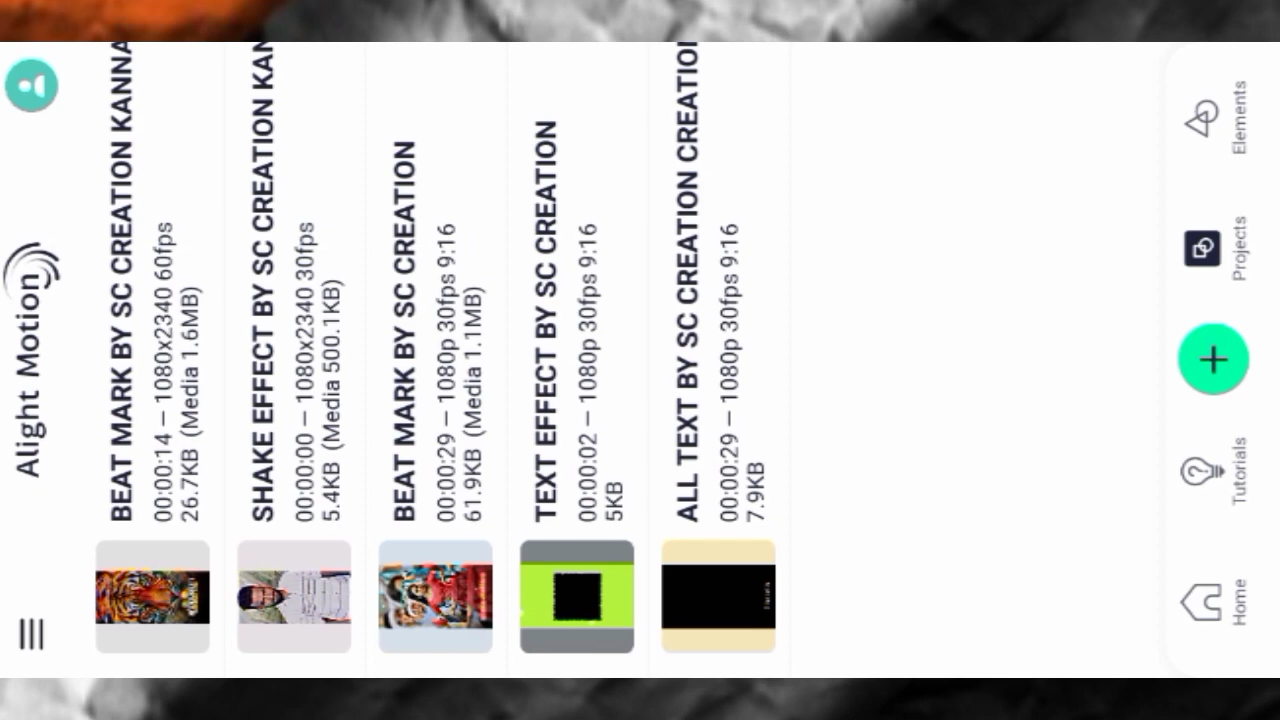 Alight Motion
BEAT MARK BY SC CREATION KANNA
00:00:14 – 1080x2340 60fps
26.7KB (Media 1.6MB)
SHAKE EFFECT BY SC CREATION KAN
00:00:00 – 1080x2340 30fps
5.4KB (Media 500.1KB)
BEAT MARK BY SC CREATION
00:00:29 – 1080p 30fps 9:16
61.9KB (Media 1.1MB)
TEXT EFFECT BY SC CREATION
00:00:02 – 1080p 30fps 9:16
5KB
ALL TEXT BY SC CREATION CREATION
00:00:29 – 1080p 30fps 9:16
7.9KB
Home
Tutorials
Projects
Elements